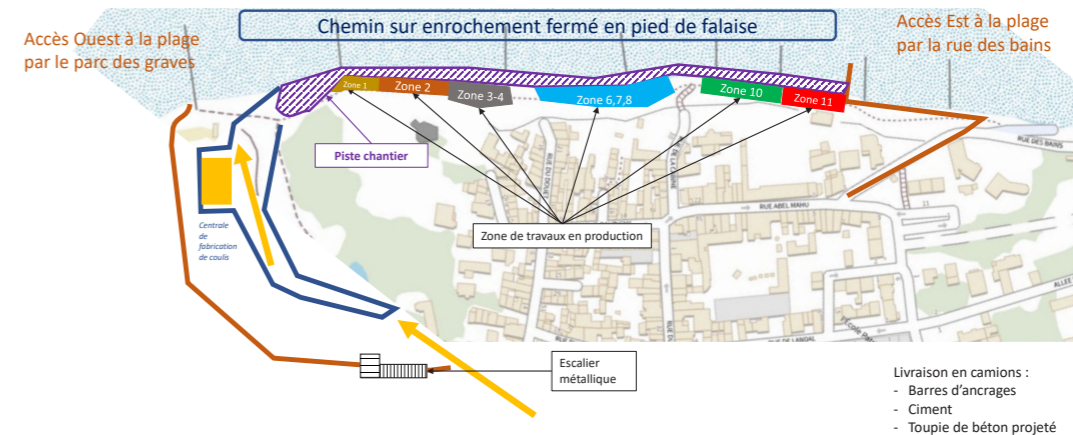 Chemin sur enrochement fermé en pied de falaise
Accès Ouest à la plage
par le parc des graves
Accès Est à la plage
par la rue des bains
Zone 1
Zone 2
Zone 3-4
Zone 6,7,8
Zone 10
Zone 11
Piste chantier
RUE DES BAINS
RUE ABEL MAHU
11
Centrale
de
fabrication
de coulis
Zone de travaux en production
Escalier
métallique
Livraison en camions :
- Barres d'ancrages
- Ciment
- Toupie de béton projeté